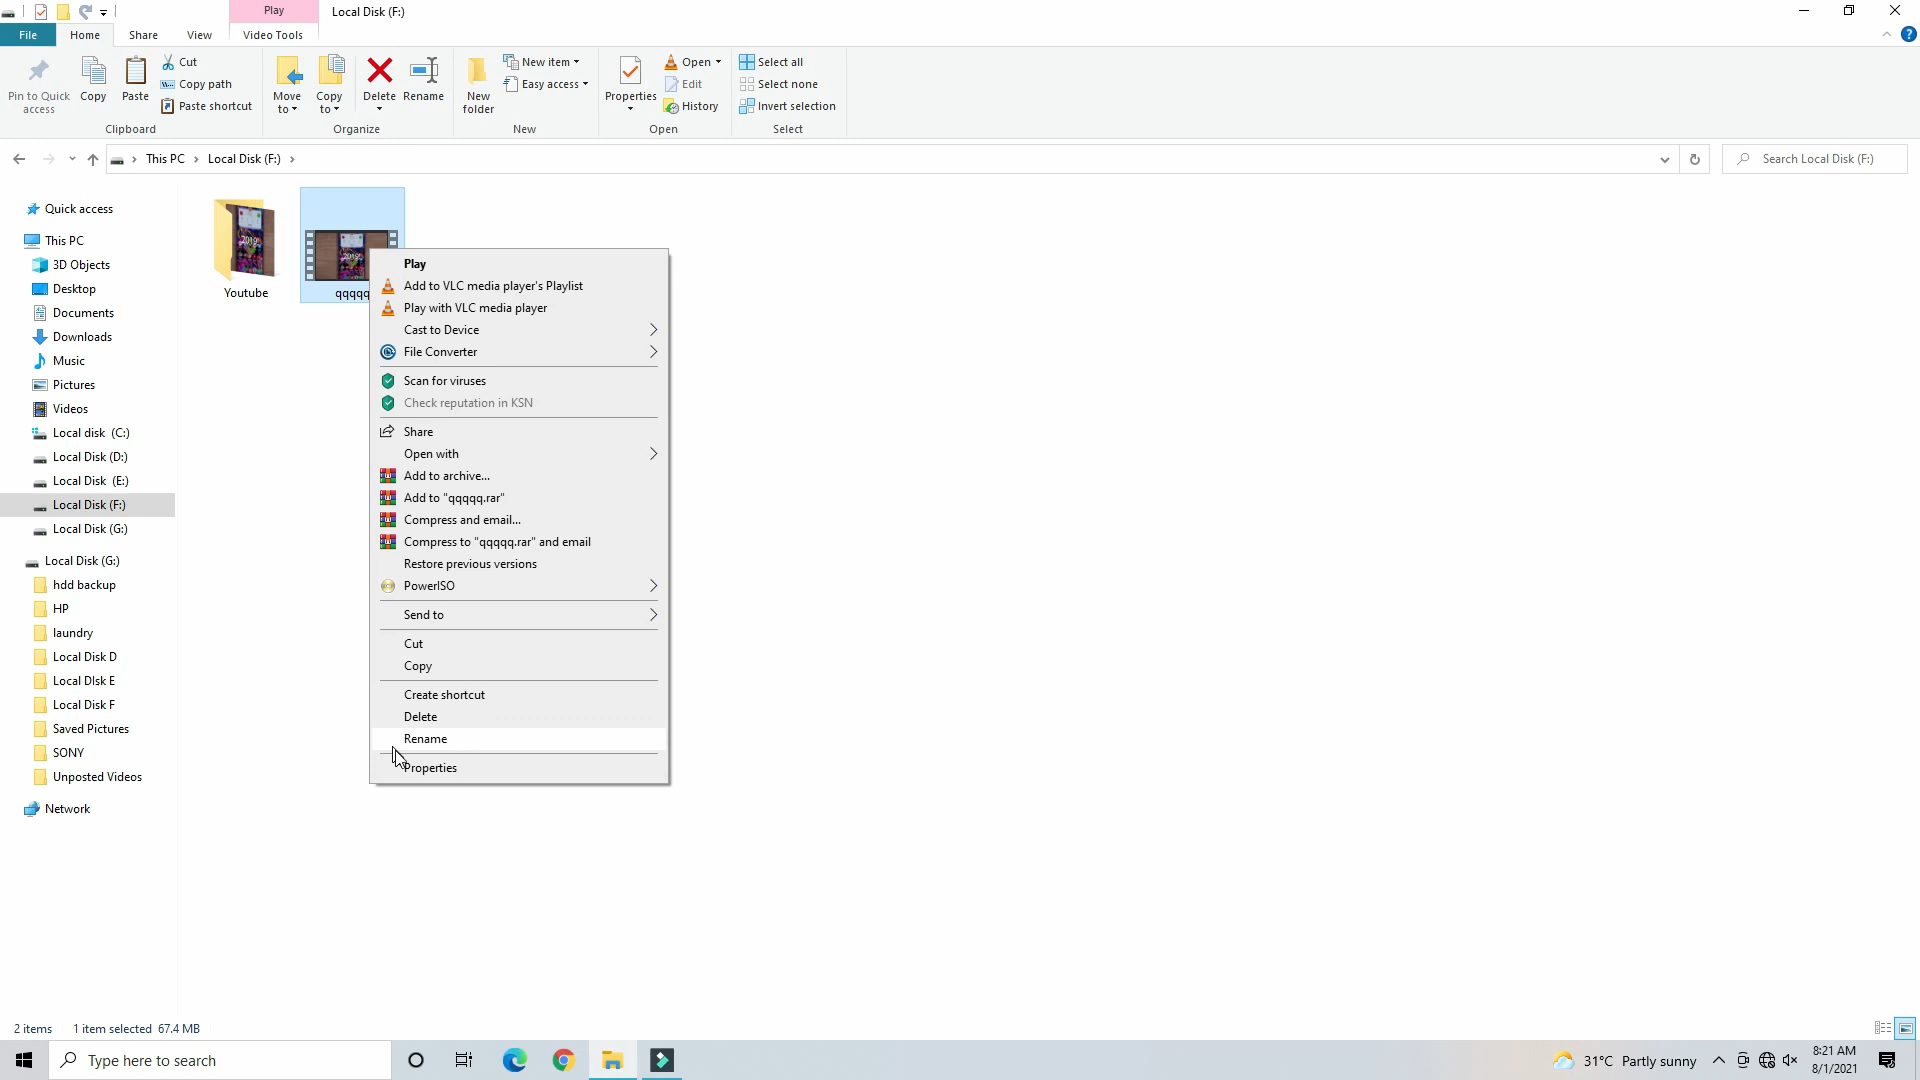 Play
Local Disk (F:)
File
Home
Share
View
Video Tools
Pin to Quick access
Copy
Paste
Cut
Copy path
Paste shortcut
Clipboard
Move to
Copy to
Delete
Rename
Organize
New folder
New item
Easy access
New
Properties
Open
Edit
History
Open
Select all
Select none
Invert selection
Select
This PC
Local Disk (F:)
Search Local Disk (F:)
Quick access
This PC
3D Objects
Desktop
Documents
Downloads
Music
Pictures
Videos
Local disk (C:)
Local Disk (D:)
Local Disk (E:)
Local Disk (F:)
Local Disk (G:)
Local Disk (G:)
hdd backup
HP
laundry
Local Disk D
Local DIsk E
Local Disk F
Saved Pictures
SONY
Unposted Videos
Network
2019
Youtube
2019
qqqqq
Play
Add to VLC media player's Playlist
Play with VLC media player
Cast to Device
File Converter
Scan for viruses
Check reputation in KSN
Share
Open with
Add to archive...
Add to "qqqqq.rar"
Compress and email...
Compress to "qqqqq.rar" and email
Restore previous versions
PowerISO
Send to
Cut
Copy
Create shortcut
Delete
Rename
Properties
2 items
1 item selected 67.4 MB
Type here to search
31°C Partly sunny
8:21 AM
8/1/2021